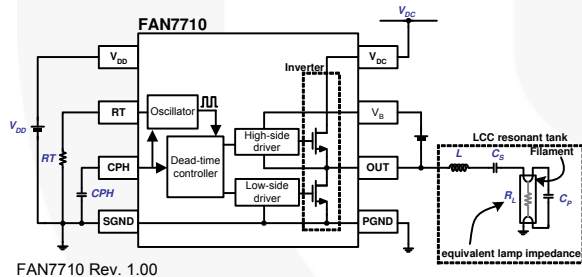 FAN7710
VDC
VDD
VDC
Inverter
RT
Oscillator
VB
VDD
RT
High-side
driver
LCC resonant tank
Filament
CPH
Dead-time
controller
OUT
L
CS
CPH
Low-side
driver
RL
CP
SGND
PGND
equivalent lamp impedance
FAN7710 Rev. 1.00